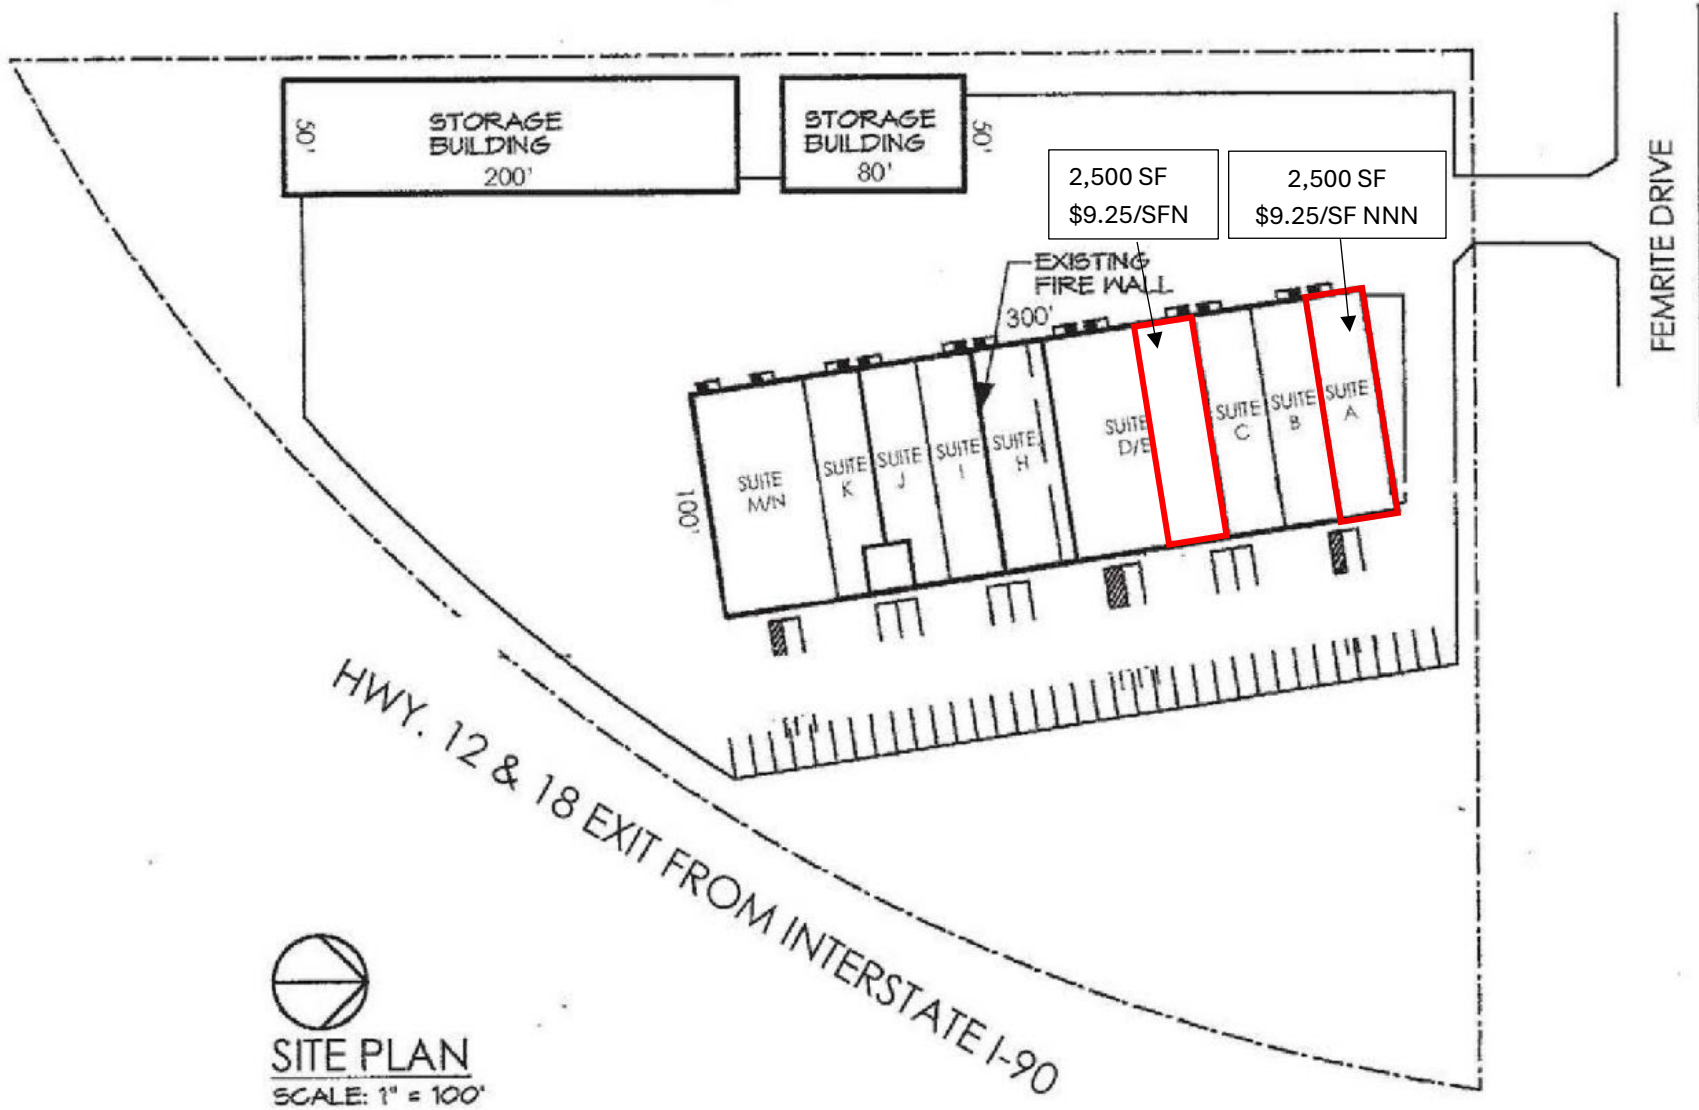 STORAGE
BUILDING
200'
50'
STORAGE
BUILDING
80'
50'
2,500 SF
$9.25/SFN
2,500 SF
$9.25/SF NNN
FEMRITE DRIVE
EXISTING
FIRE WALL
300'
100'
SUITE
M/N
SUITE
K
SUITE
J
SUITE
I
SUITE
H
SUITE
D/E
SUITE
C
SUITE
B
SUITE
A
HWY. 12 & 18 EXIT FROM INTERSTATE I-90
SITE PLAN
SCALE: 1" = 100'